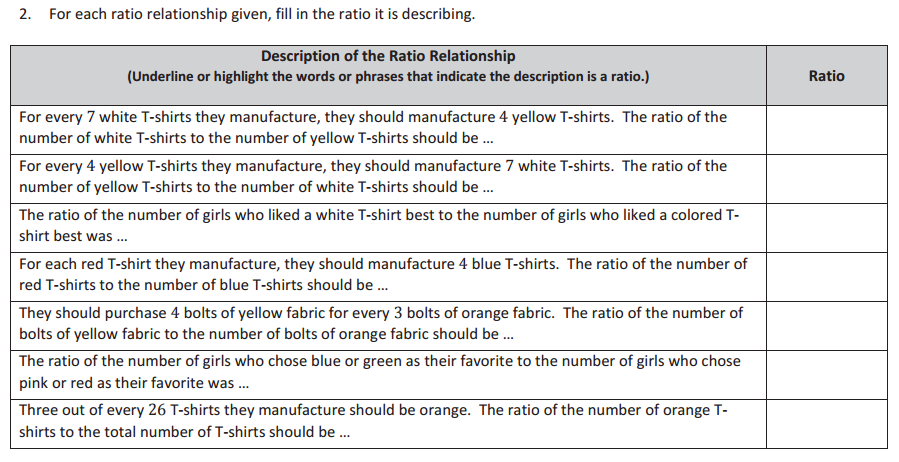 2. For each ratio relationship given, fill in the ratio it is describing.
Description of the Ratio Relationship
(Underline or highlight the words or phrases that indicate the description is a ratio.)
Ratio
For every 7 white T-shirts they manufacture, they should manufacture 4 yellow T-shirts. The ratio of the
number of white T-shirts to the number of yellow T-shirts should be ...
For every 4 yellow T-shirts they manufacture, they should manufacture 7 white T-shirts. The ratio of the
number of yellow T-shirts to the number of white T-shirts should be ...
The ratio of the number of girls who liked a white T-shirt best to the number of girls who liked a colored T-
shirt best was ...
For each red T-shirt they manufacture, they should manufacture 4 blue T-shirts. The ratio of the number of
red T-shirts to the number of blue T-shirts should be ...
They should purchase 4 bolts of yellow fabric for every 3 bolts of orange fabric. The ratio of the number of
bolts of yellow fabric to the number of bolts of orange fabric should be ...
The ratio of the number of girls who chose blue or green as their favorite to the number of girls who chose
pink or red as their favorite was ...
Three out of every 26 T-shirts they manufacture should be orange. The ratio of the number of orange T-
shirts to the total number of T-shirts should be ...